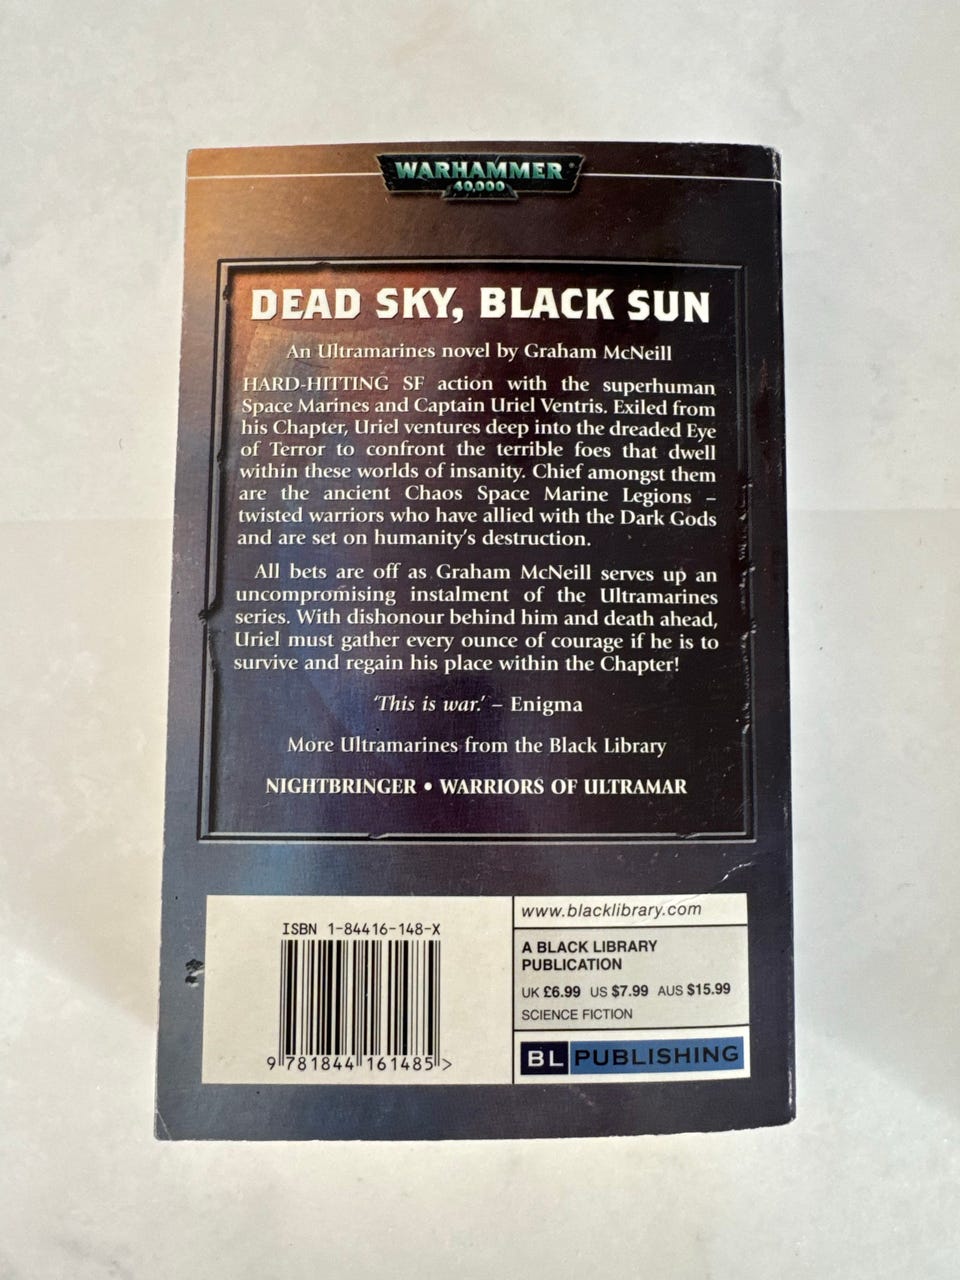 WARHAMMER
40,000
DEAD SKY, BLACK SUN
An Ultramarines novel by Graham McNeill
HARD-HITTING SF action with the superhuman
Space Marines and Captain Uriel Ventris. Exiled from
his Chapter, Uriel ventures deep into the dreaded Eye
of Terror to confront the terrible foes that dwell
within these worlds of insanity. Chief amongst them
are the ancient Chaos Space Marine Legions –
twisted warriors who have allied with the Dark Gods
and are set on humanity's destruction.
All bets are off as Graham McNeill serves up an
uncompromising instalment of the Ultramarines
series. With dishonour behind him and death ahead,
Uriel must gather every ounce of courage if he is to
survive and regain his place within the Chapter!
'This is war.' – Enigma
More Ultramarines from the Black Library
NIGHTBRINGER • WARRIORS OF ULTRAMAR
ISBN 1-84416-148-X
9 781844 161485 >
www.blacklibrary.com
A BLACK LIBRARY
PUBLICATION
UK £6.99 US $7.99 AUS $15.99
SCIENCE FICTION
BL PUBLISHING